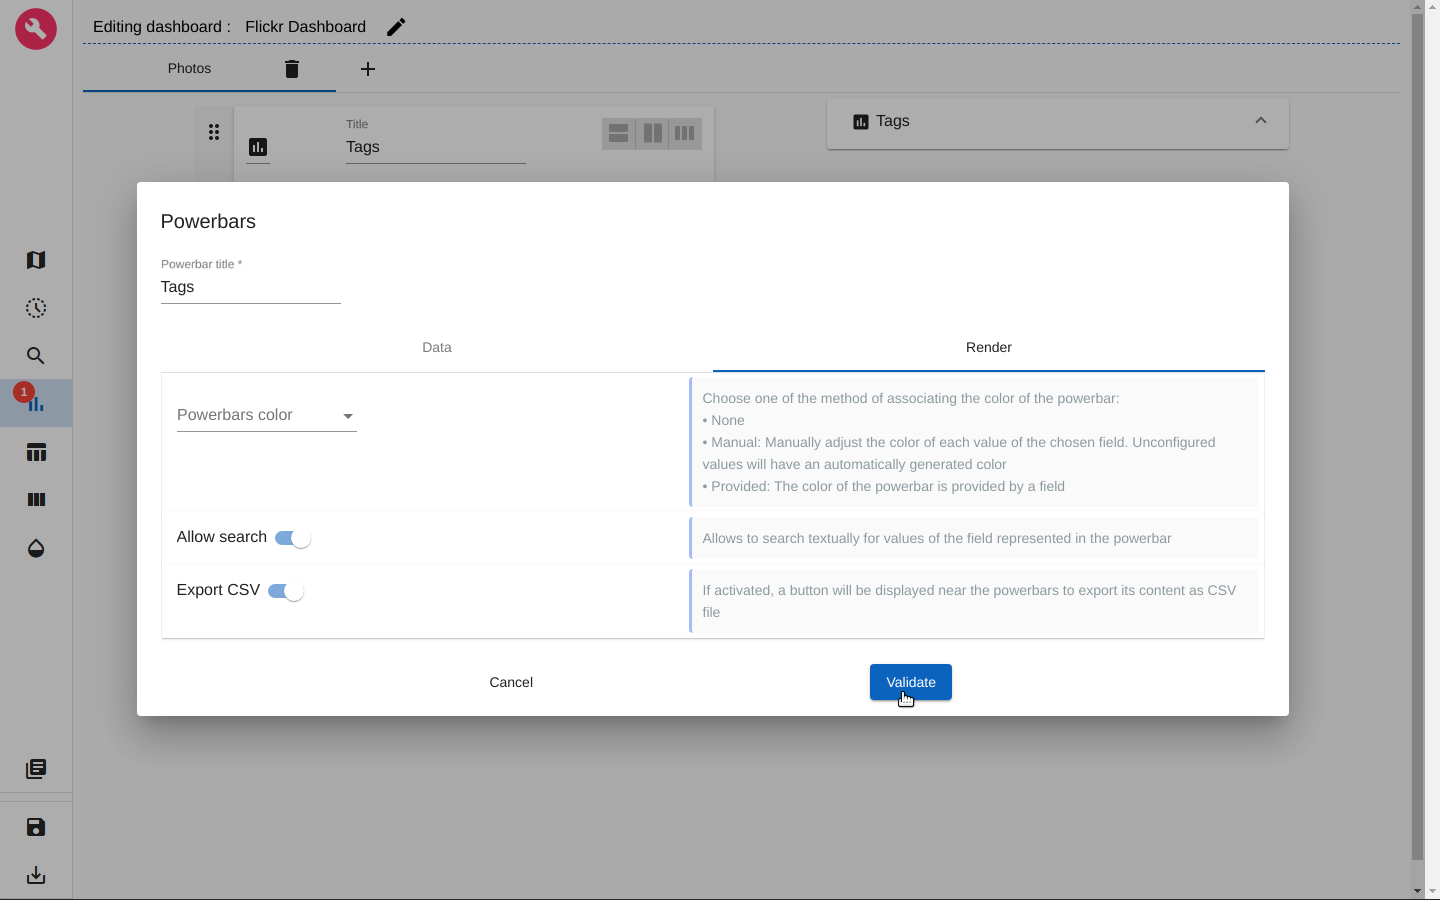 Editing dashboard : Flickr Dashboard
Photos
Title
Tags
Tags
Powerbars
Powerbar title *
Tags
Data
Render
Powerbars color
Choose one of the method of associating the color of the powerbar:
• None
• Manual: Manually adjust the color of each value of the chosen field. Unconfigured
values will have an automatically generated color
• Provided: The color of the powerbar is provided by a field
1
Allow search
Allows to search textually for values of the field represented in the powerbar
Export CSV
If activated, a button will be displayed near the powerbars to export its content as CSV
file
Cancel
Validate